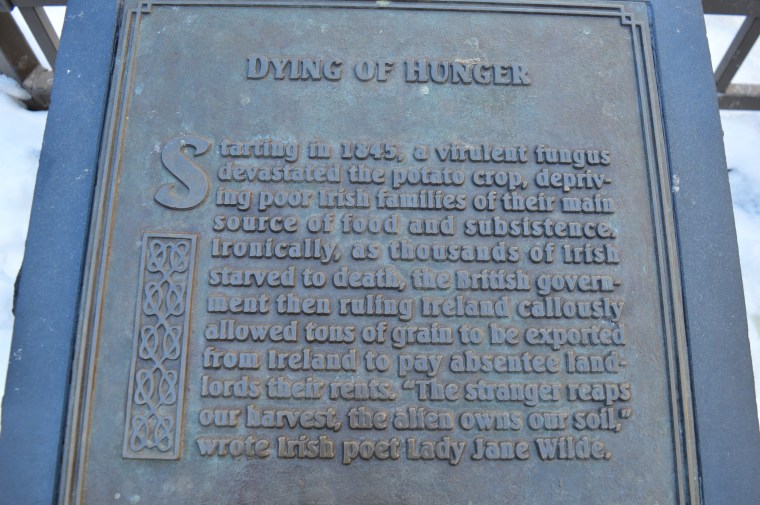 DYING OF HUNGER
Starting in 1845, a virulent fungus
devastated the potato crop, depriv-
ing poor Irish families of their main
source of food and subsistence.
Ironically, as thousands of Irish
starved to death, the British govern-
ment then ruling Ireland callously
allowed tons of grain to be exported
from Ireland to pay absentee land-
lords their rents. "The stranger reaps
our harvest, the alien owns our soil,"
wrote Irish poet Lady Jane Wilde.